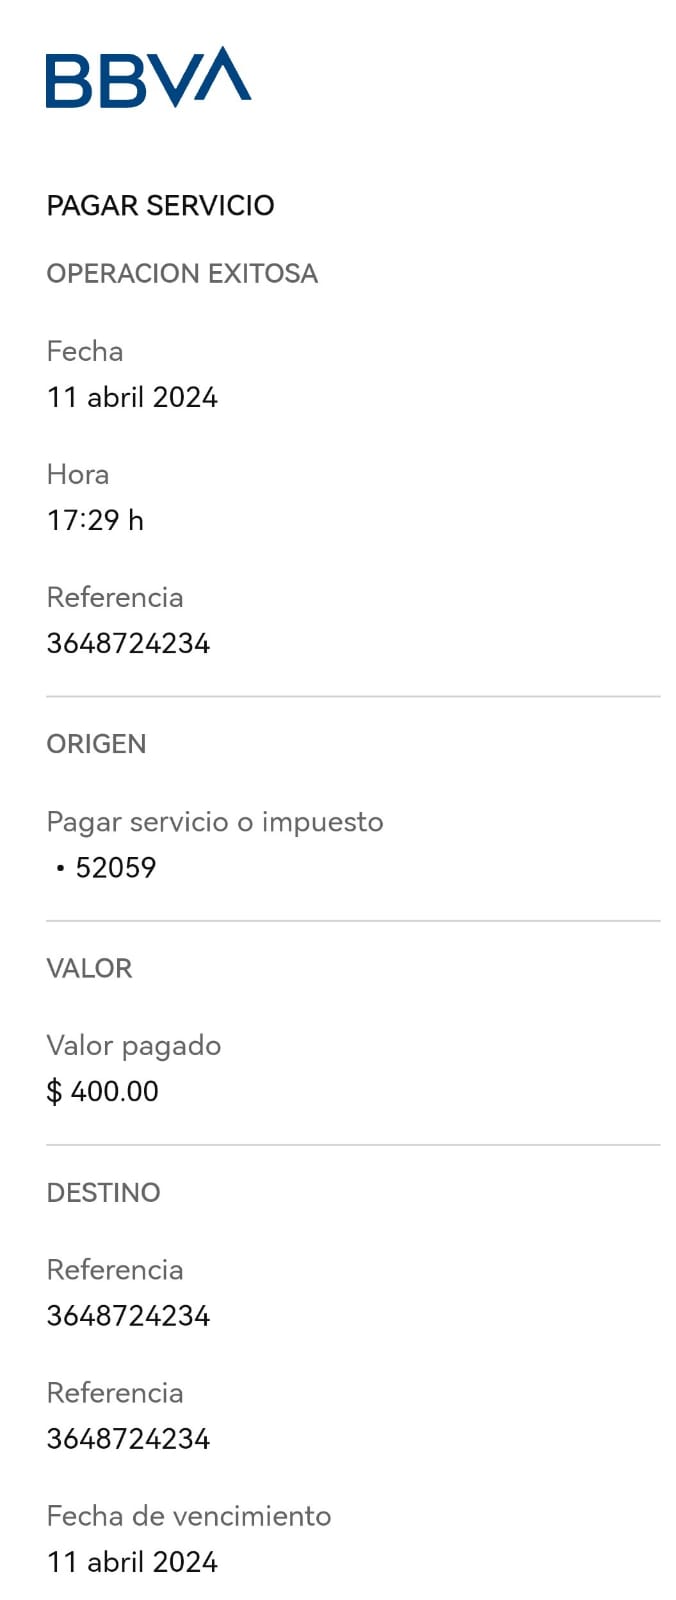 BBVA
PAGAR SERVICIO
OPERACION EXITOSA
Fecha
11 abril 2024
Hora
17:29 h
Referencia
3648724234
ORIGEN
Pagar servicio o impuesto
• 52059
VALOR
Valor pagado
$ 400.00
DESTINO
Referencia
3648724234
Referencia
3648724234
Fecha de vencimiento
11 abril 2024